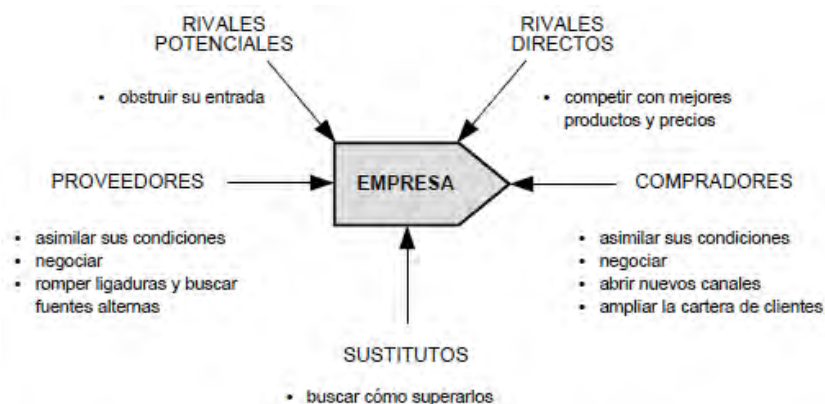 RIVALES
POTENCIALES
RIVALES
DIRECTOS
• obstruir su entrada
• competir con mejores
productos y precios
PROVEEDORES
EMPRESA
COMPRADORES
• asimilar sus condiciones
• negociar
• romper ligaduras y buscar
fuentes alternas
• asimilar sus condiciones
• negociar
• abrir nuevos canales
• ampliar la cartera de clientes
SUSTITUTOS
• buscar cómo superarlos